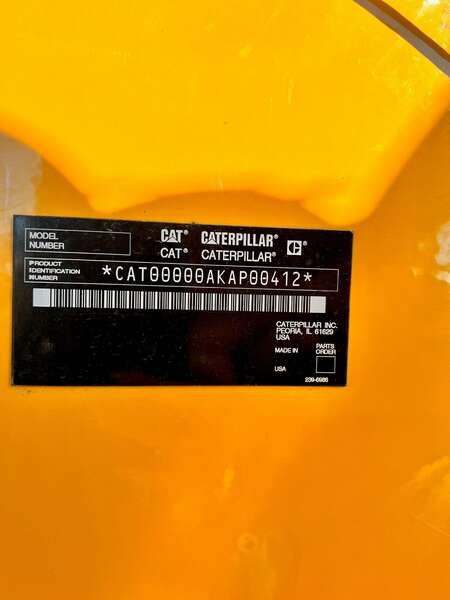 MODEL NUMBER
CAT® CATERPILLAR® C®
CAT® CATERPILLAR®
PRODUCT IDENTIFICATION NUMBER
*CAT00000AKAP00412*
CATERPILLAR INC.
PEORIA, IL 61629
USA
MADE IN
USA
PARTS ORDER
239-6986